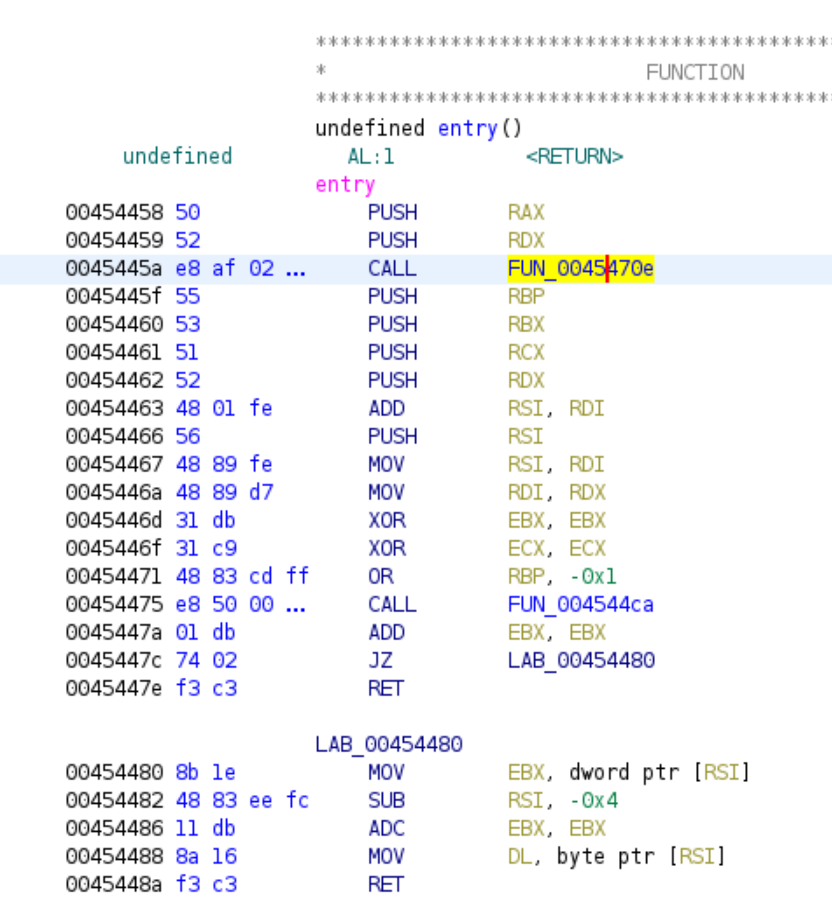 *******************************************
* FUNCTION
*******************************************
undefined entry()
undefined AL:1 <RETURN>
entry
00454458 50 PUSH RAX
00454459 52 PUSH RDX
0045445a e8 af 02 ... CALL FUN_0045470e
0045445f 55 PUSH RBP
00454460 53 PUSH RBX
00454461 51 PUSH RCX
00454462 52 PUSH RDX
00454463 48 01 fe ADD RSI, RDI
00454466 56 PUSH RSI
00454467 48 89 fe MOV RSI, RDI
0045446a 48 89 d7 MOV RDI, RDX
0045446d 31 db XOR EBX, EBX
0045446f 31 c9 XOR ECX, ECX
00454471 48 83 cd ff OR RBP, -0x1
00454475 e8 50 00 ... CALL FUN_004544ca
0045447a 01 db ADD EBX, EBX
0045447c 74 02 JZ LAB_00454480
0045447e f3 c3 RET
LAB_00454480
00454480 8b 1e MOV EBX, dword ptr [RSI]
00454482 48 83 ee fc SUB RSI, -0x4
00454486 11 db ADC EBX, EBX
00454488 8a 16 MOV DL, byte ptr [RSI]
0045448a f3 c3 RET